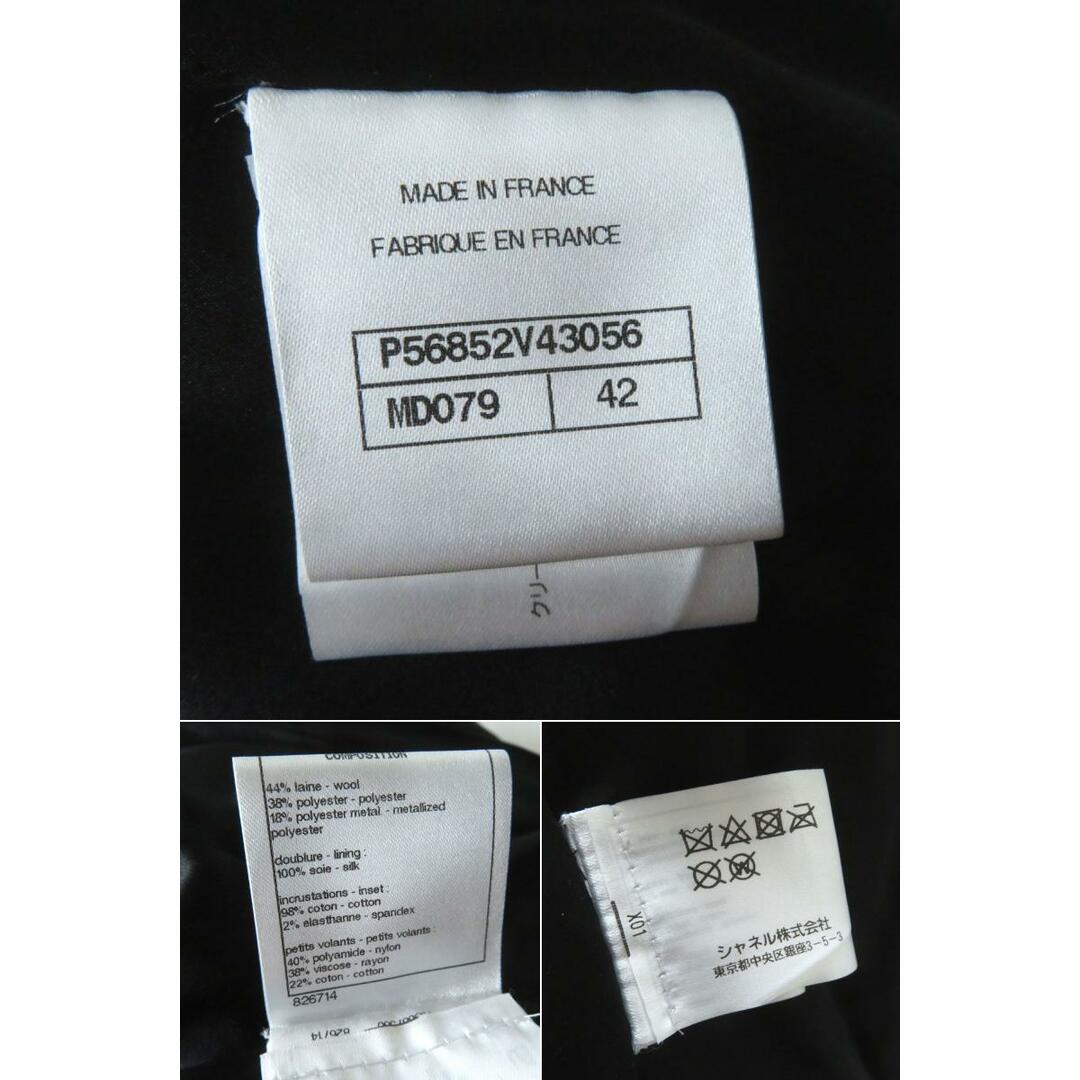 MADE IN FRANCE
FABRIQUE EN FRANCE
P56852V43056
MD079 42
クリー
COMPOSITION
44% laine - wool
38% polyester - polyester
18% polyester metal - metallized
polyester
doublure - lining :
100% soie - silk
incrustations - inset :
98% coton - cotton
2% elasthanne - spandex
petits volants - petits volants :
40% polyamide - nylon
38% viscose - rayon
22% coton - cotton
826714
826714
X01
シャネル株式会社
東京都中央区銀座3-5-3